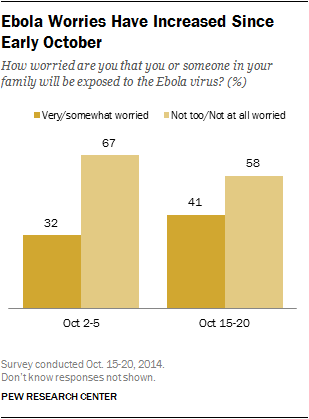 Ebola Worries Have Increased Since
Early October
How worried are you that you or someone in your
family will be exposed to the Ebola virus? (%)
Very/somewhat worried Not too/Not at all worried
32 67 41 58
Oct 2-5 Oct 15-20
Survey conducted Oct. 15-20, 2014.
Don't know responses not shown.
PEW RESEARCH CENTER